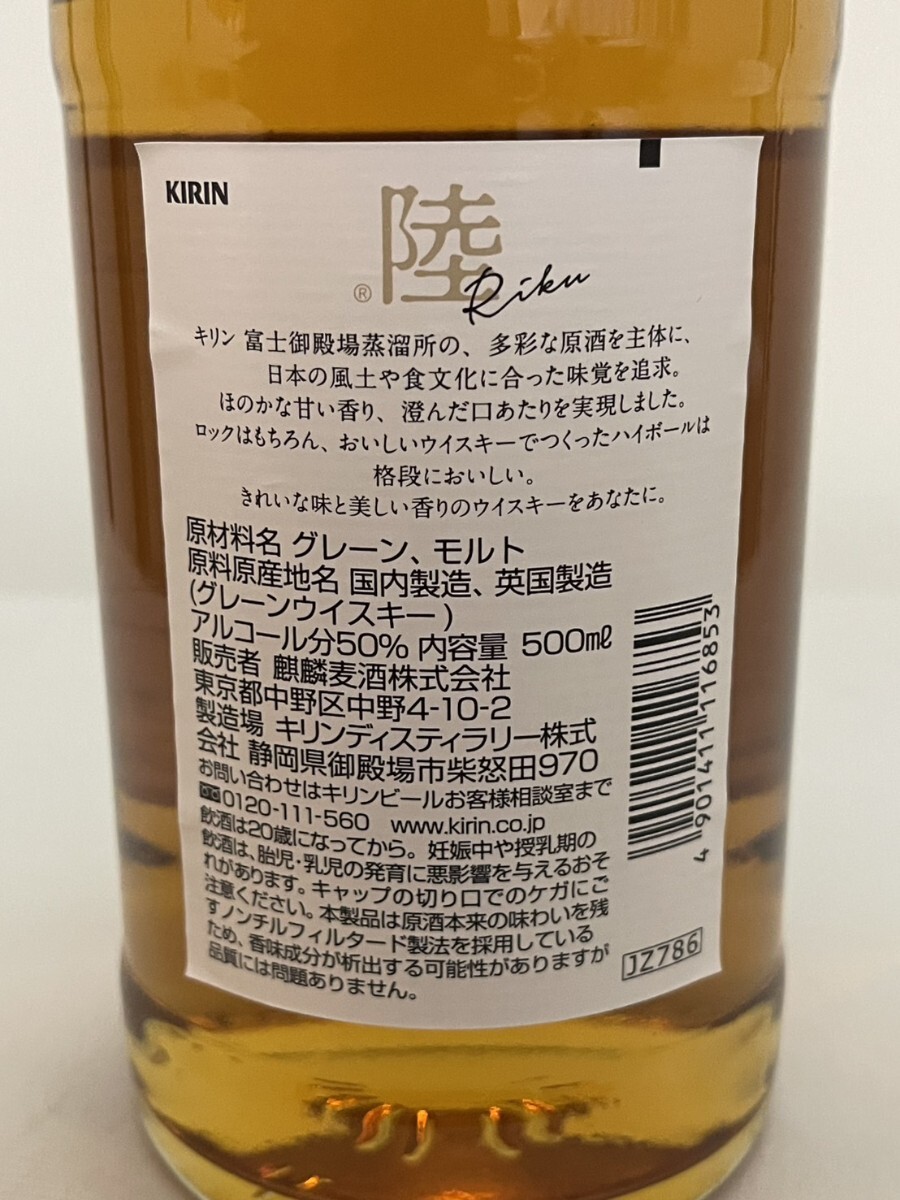 KIRIN
陸
® Riku
キリン 富士御殿場蒸溜所の、多彩な原酒を主体に、
日本の風土や食文化に合った味覚を追求。
ほのかな甘い香り、澄んだ口あたりを実現しました。
ロックはもちろん、おいしいウイスキーでつくったハイボールは
格段においしい。
きれいな味と美しい香りのウイスキーをあなたに。
原材料名 グレーン、モルト
原料原産地名 国内製造、英国製造
(グレーンウイスキー)
アルコール分50% 内容量 500㎖
販売者 麒麟麦酒株式会社
東京都中野区中野4-10-2
製造場 キリンディスティラリー株式
会社 静岡県御殿場市柴怒田970
お問い合わせはキリンビールお客様相談室まで
0120-111-560 www.kirin.co.jp
飲酒は20歳になってから。妊娠中や授乳期の
飲酒は、胎児・乳児の発育に悪影響を与えるおそ
れがあります。キャップの切り口でのケガにご
注意ください。本製品は原酒本来の味わいを残
すノンチルフィルタード製法を採用している
ため、香味成分が析出する可能性がありますが
品質には問題ありません。
4 901411 116853
JZ786